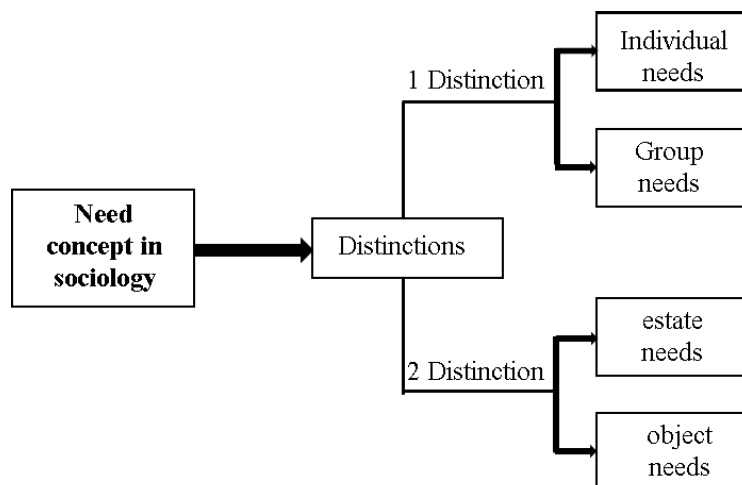 Need
concept in
sociology
Distinctions
1 Distinction
Individual
needs
Group
needs
2 Distinction
estate
needs
object
needs